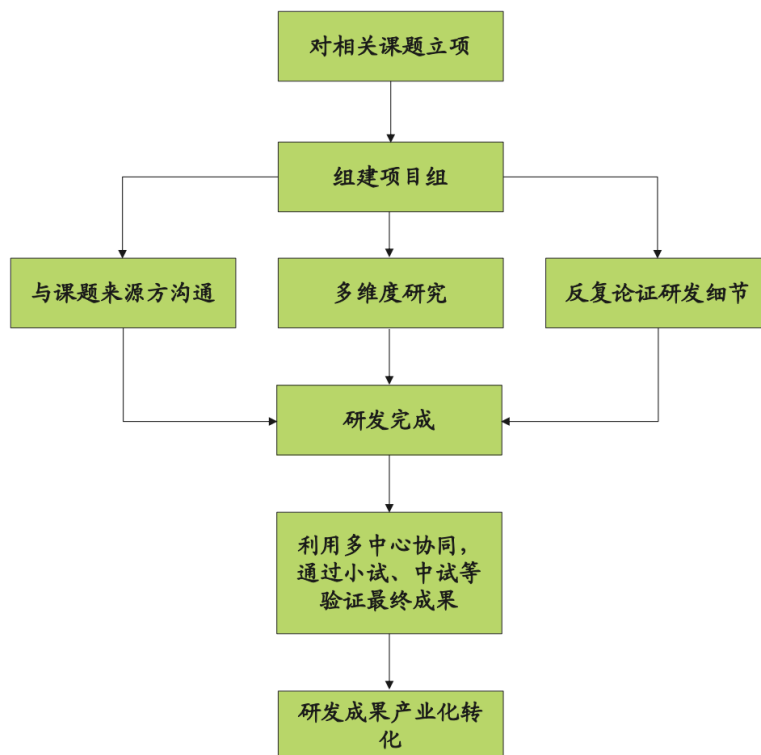 对相关课题立项
组建项目组
与课题来源方沟通
多维度研究
反复论证研发细节
研发完成
利用多中心协同，
通过小试、中试等
验证最终成果
研发成果产业化转
化